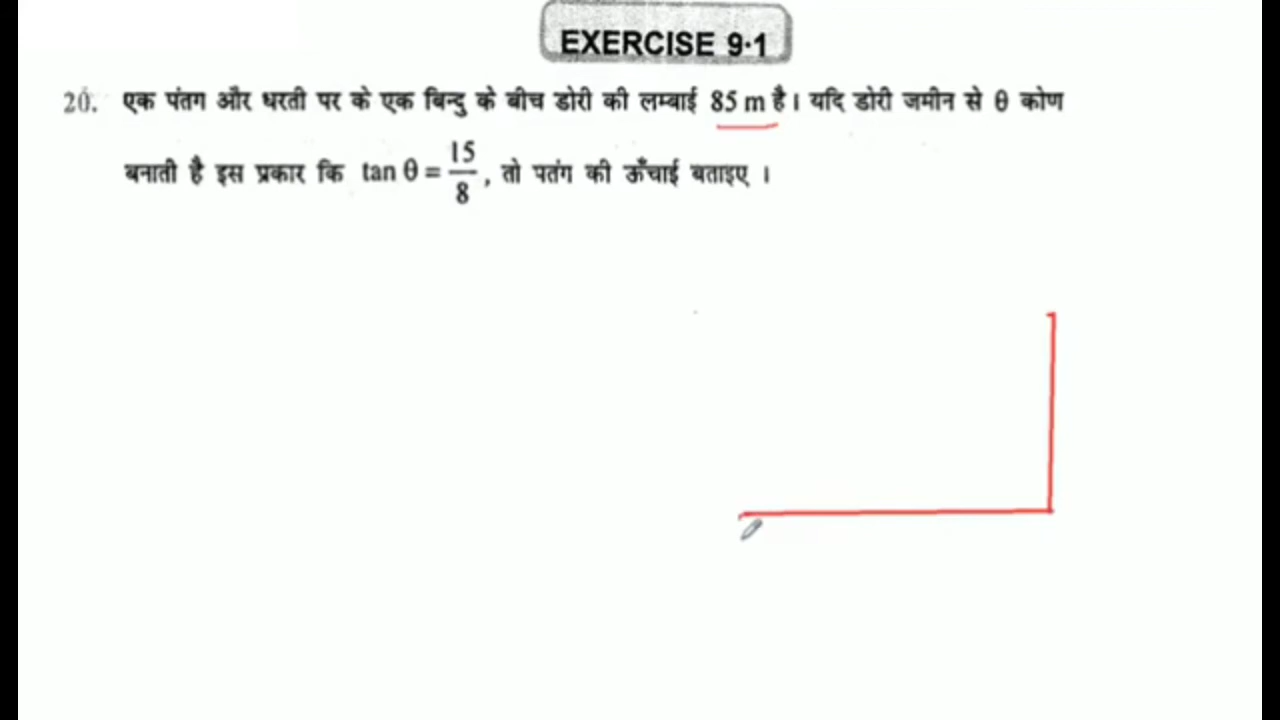 EXERCISE 9·1
20. एक पंतग और धरती पर के एक बिन्दु के बीच डोरी की लम्बाई 85 m है। यदि डोरी जमीन से θ कोण
बनाती है इस प्रकार कि tan θ = 15/8, तो पतंग की ऊँचाई बताइए ।